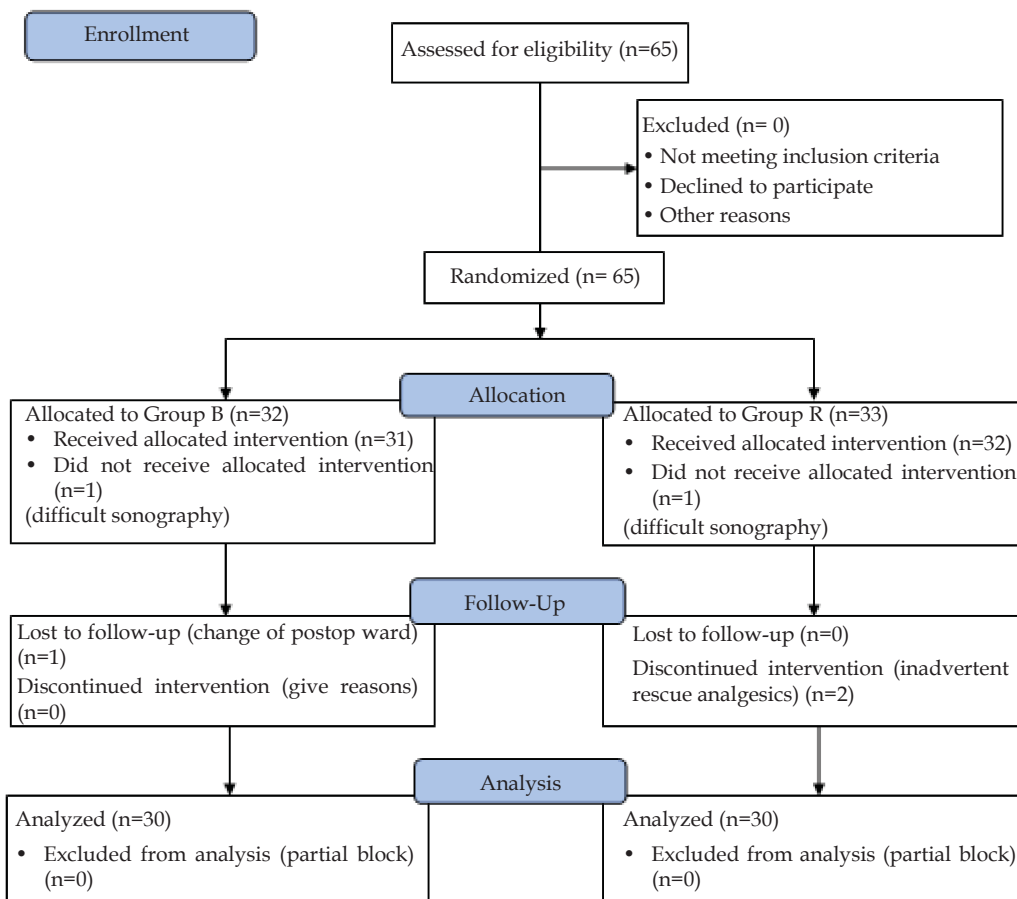 Enrollment
Assessed for eligibility (n=65)
Excluded (n= 0)
• Not meeting inclusion criteria
• Declined to participate
• Other reasons
Randomized (n= 65)
Allocation
Allocated to Group B (n=32)
• Received allocated intervention (n=31)
• Did not receive allocated intervention
(n=1)
(difficult sonography)
Allocated to Group R (n=33)
• Received allocated intervention (n=32)
• Did not receive allocated intervention
(n=1)
(difficult sonography)
Follow-Up
Lost to follow-up (change of postop ward)
(n=1)
Discontinued intervention (give reasons)
(n=0)
Lost to follow-up (n=0)
Discontinued intervention (inadvertent
rescue analgesics) (n=2)
Analysis
Analyzed (n=30)
• Excluded from analysis (partial block)
(n=0)
Analyzed (n=30)
• Excluded from analysis (partial block)
(n=0)